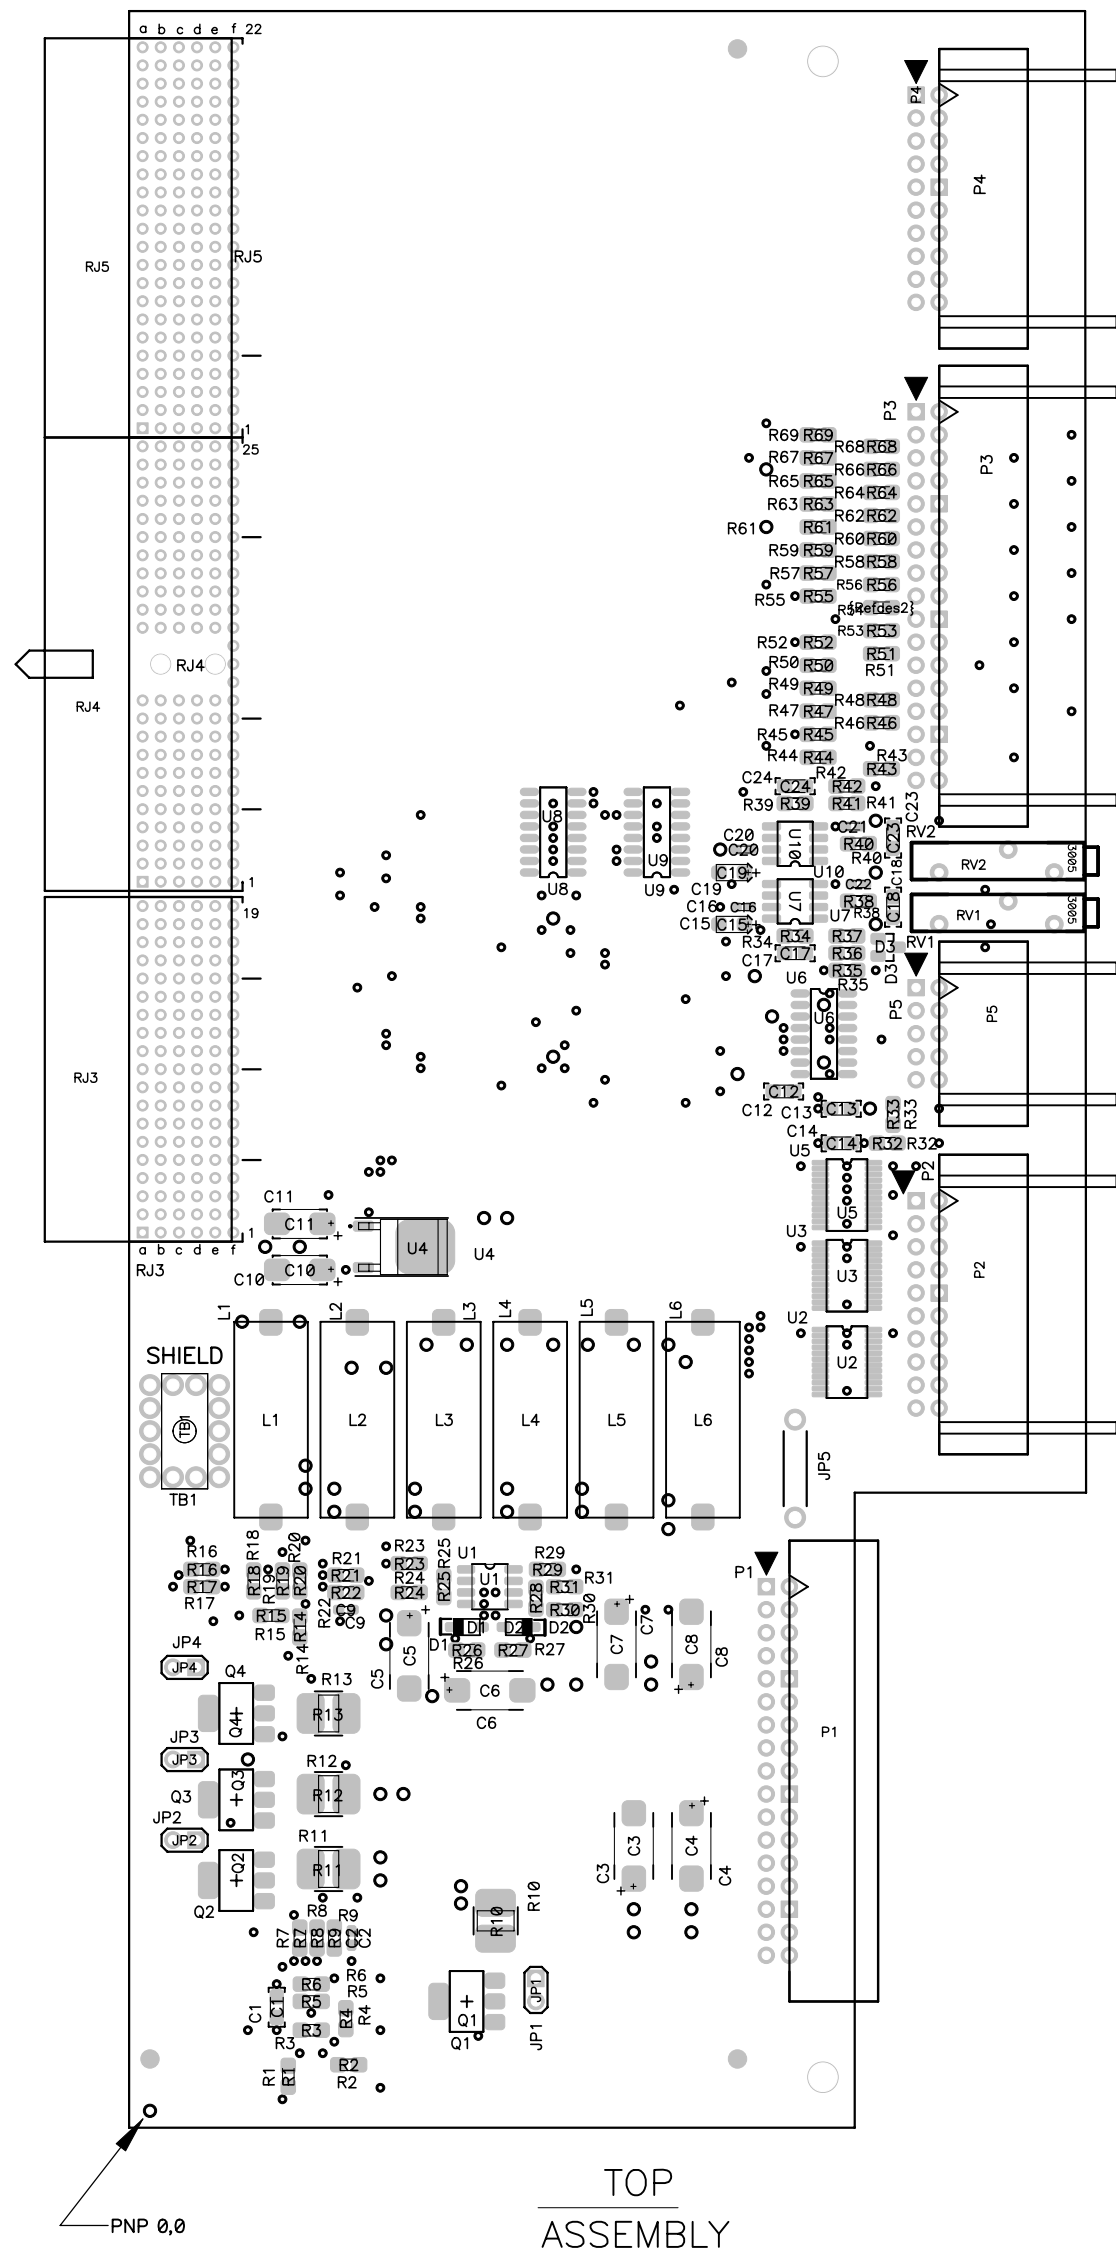 a b c d e f 22
P4
P4
RJ5
RJ5
1
25
P3
P3
R69 R69
R68 R68
R67 R67
R66 R66
R65 R65
R64 R64
R63 R63
R62 R62
R61 R61
R60 R60
R59 R59
R58 R58
R57 R57
R56 R56
R55 R55
R54 {Refdes2}
R53 R53
R52 R52
R51
R51
R50 R50
R49 R49
R48 R48
R47 R47
R46 R46
R45 R45
R44 R44
R43
R43
RJ4
RJ4
C24 C24
R42 R42
R39 R39
R41
R41
C23
C23
U8
U8
U9
U9
U10
U10
C21
C20
C20
R40
R40
RV2
RV2
3005
C19
C19
C22
C18
C18
1
19
C16 C16
C15 C15
U7
U7
R38
R38
RV1
RV1
3005
R34
R34
R37
R36
D3
D3
C17
C17
R35
R35
U6
U6
P5
P5
RJ3
C12
C12
C13 C13
R33
R33
C14
C14
R32 R32
U5
U5
P2
P2
C11
C11
1
a b c d e f
RJ3
U4
U4
C10
C10
U3
U3
L1
L2
L3
L4
L5
L6
U2
U2
SHIELD
L1
L2
L3
L4
L5
L6
TB1
TB1
JP5
R16
R16
R17
R17
R18
R18
R19
R19
R20
R20
R21
R21
R22
R22
R23
R23
R24
R24
R25
R25
U1
U1
R29
R29
R31
R31
R28
R30
R30
P1
P1
R15
R15
R14
R14
C9
C9
C5
C5
D1
D1
D2
D2
R26
R26
R27
R27
C7
C7
C8
C8
C6
C6
JP4
JP4
Q4
Q4
R13
R13
JP3
JP3
Q3
Q3
R12
R12
JP2
JP2
Q2
Q2
R11
R11
C3
C3
C4
C4
R10
R10
R8
R9
R7
R7
R8
R9
C2
C2
R6
R6
R5
R5
C1
C1
R4
R4
R3
R3
Q1
Q1
JP1
JP1
R1
R1
R2
R2
PNP 0,0
TOP
ASSEMBLY